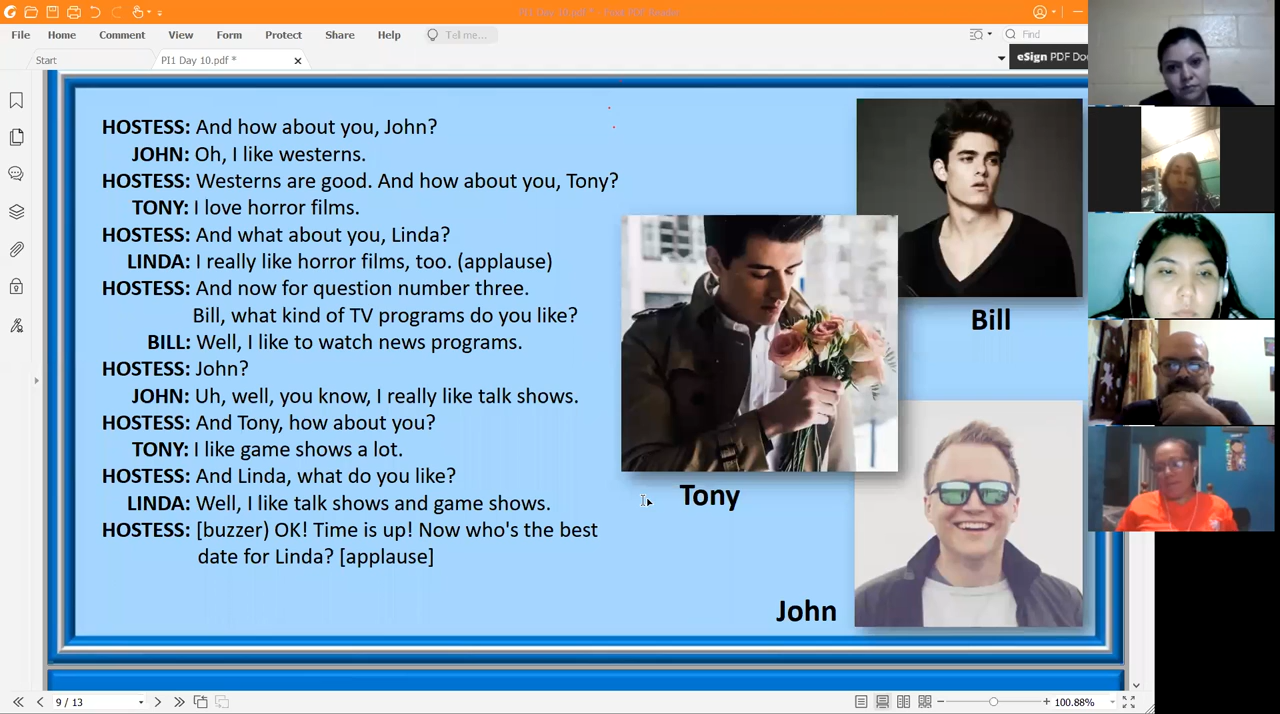 PI1 Day 10.pdf * - Foxit PDF Reader
File Home Comment View Form Protect Share Help Tell me... Find
Start PI1 Day 10.pdf * eSign PDF Doc
HOSTESS: And how about you, John?
JOHN: Oh, I like westerns.
HOSTESS: Westerns are good. And how about you, Tony?
TONY: I love horror films.
HOSTESS: And what about you, Linda?
LINDA: I really like horror films, too. (applause)
HOSTESS: And now for question number three.
Bill, what kind of TV programs do you like?
BILL: Well, I like to watch news programs.
HOSTESS: John?
JOHN: Uh, well, you know, I really like talk shows.
HOSTESS: And Tony, how about you?
TONY: I like game shows a lot.
HOSTESS: And Linda, what do you like?
LINDA: Well, I like talk shows and game shows.
HOSTESS: [buzzer) OK! Time is up! Now who's the best
date for Linda? [applause]
Bill
Tony
John
9 / 13 100.88%